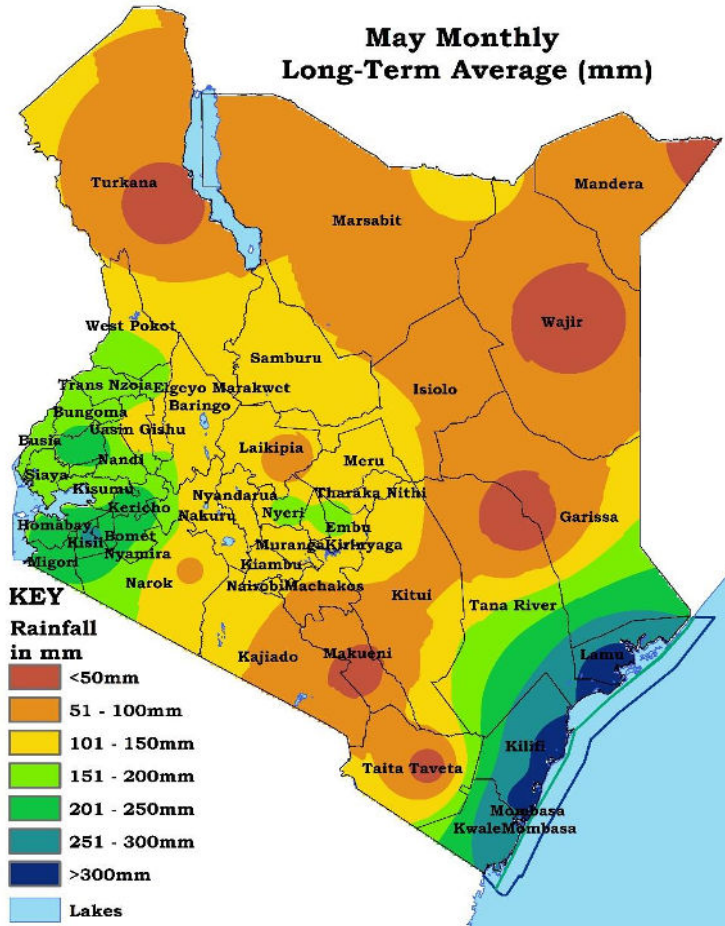 May Monthly
Long-Term Average (mm)
Turkana
Mandera
Marsabit
Wajir
West Pokot
Samburu
Isiolo
Trans Nzoia
Elgeyo Marakwet
Baringo
Bungoma
Uasin Gishu
Busia
Nandi
Laikipia
Meru
Siaya
Kisumu
Nyandarua
Tharaka Nithi
Kericho
Nakuru
Nyeri
Garissa
Homabay
Embu
Kisii
Bomet
Muranga
Kirinyaga
Nyamira
Migori
Kiambu
Narok
Nairobi
Machakos
Kitui
Tana River
Kajiado
Makueni
Lamu
Kilifi
Taita Taveta
Mombasa
Kwale
Mombasa
KEY
Rainfall
in mm
<50mm
51 - 100mm
101 - 150mm
151 - 200mm
201 - 250mm
251 - 300mm
>300mm
Lakes